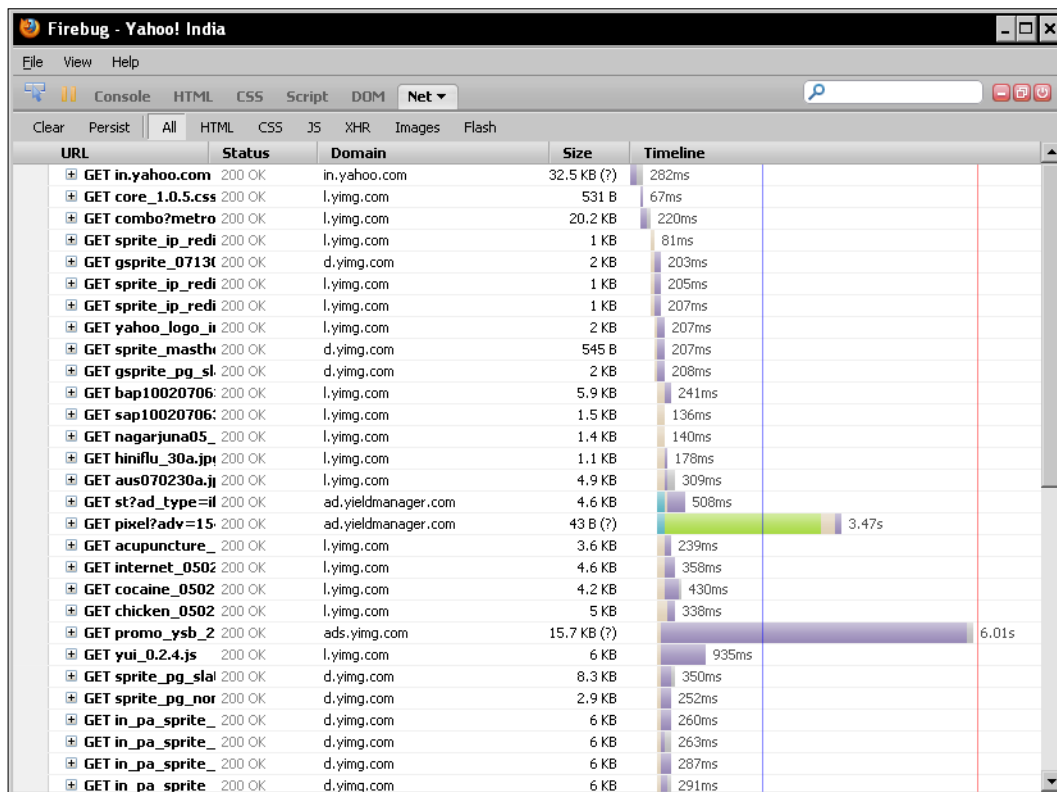 Firebug - Yahoo! India
File View Help
Console HTML CSS Script DOM Net
Clear Persist All HTML CSS JS XHR Images Flash
URL Status Domain Size Timeline
GET in.yahoo.com 200 OK in.yahoo.com 32.5 KB (?) 282ms
GET core_1.0.5.css 200 OK l.yimg.com 531 B 67ms
GET combo?metro 200 OK l.yimg.com 20.2 KB 220ms
GET sprite_ip_redi 200 OK l.yimg.com 1 KB 81ms
GET gsprite_0713 200 OK d.yimg.com 2 KB 203ms
GET sprite_ip_redi 200 OK l.yimg.com 1 KB 205ms
GET sprite_ip_redi 200 OK l.yimg.com 1 KB 207ms
GET yahoo_logo_i 200 OK l.yimg.com 2 KB 207ms
GET sprite_masth 200 OK d.yimg.com 545 B 207ms
GET gsprite_pg_sl 200 OK d.yimg.com 2 KB 208ms
GET bap10020706 200 OK l.yimg.com 5.9 KB 241ms
GET sap10020706 200 OK l.yimg.com 1.5 KB 136ms
GET nagarjuna05_ 200 OK l.yimg.com 1.4 KB 140ms
GET hiniflu_30a.jp 200 OK l.yimg.com 1.1 KB 178ms
GET aus070230a.j 200 OK l.yimg.com 4.9 KB 309ms
GET st?ad_type=i 200 OK ad.yieldmanager.com 4.6 KB 508ms
GET pixel?adv=15 200 OK ad.yieldmanager.com 43 B (?) 3.47s
GET acupuncture_ 200 OK l.yimg.com 3.6 KB 239ms
GET internet_0502 200 OK l.yimg.com 4.6 KB 358ms
GET cocaine_0502 200 OK l.yimg.com 4.2 KB 430ms
GET chicken_0502 200 OK l.yimg.com 5 KB 338ms
GET promo_ysb_2 200 OK ads.yimg.com 15.7 KB (?) 6.01s
GET yui_0.2.4.js 200 OK l.yimg.com 6 KB 935ms
GET sprite_pg_sla 200 OK d.yimg.com 8.3 KB 350ms
GET sprite_pg_nor 200 OK d.yimg.com 2.9 KB 252ms
GET in_pa_sprite_ 200 OK d.yimg.com 6 KB 260ms
GET in_pa_sprite_ 200 OK d.yimg.com 6 KB 263ms
GET in_pa_sprite_ 200 OK d.yimg.com 6 KB 287ms
GET in_pa_sprite 200 OK d.yimg.com 6 KB 291ms